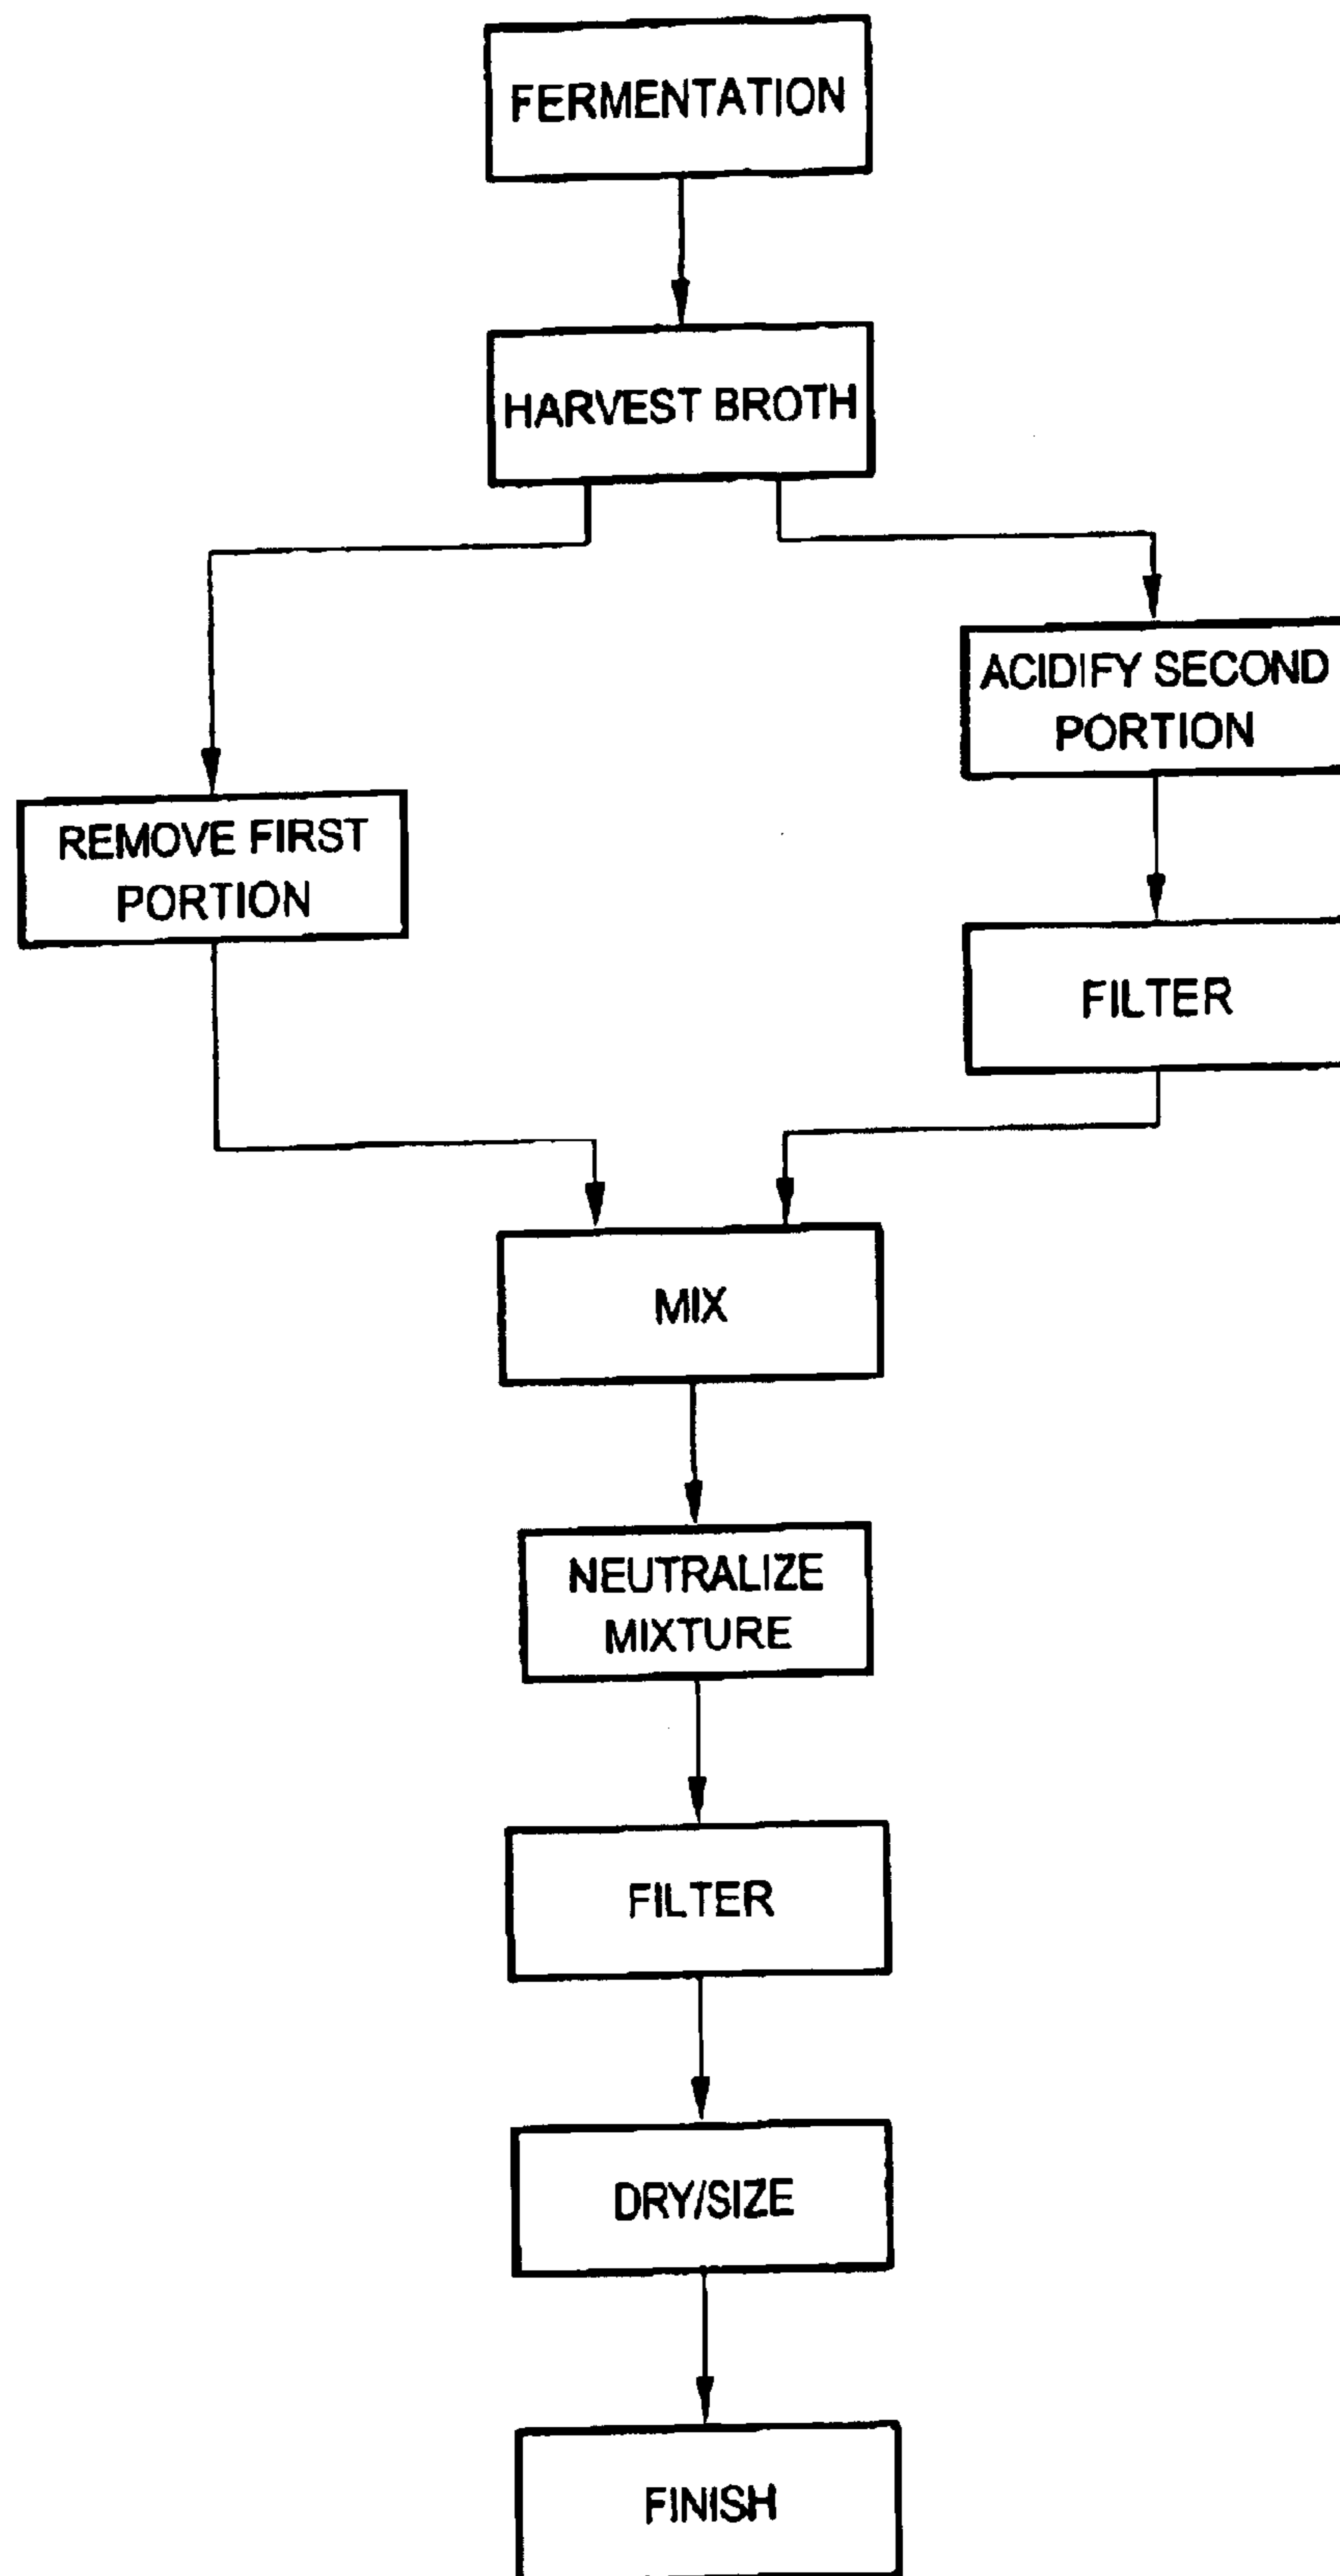 FERMENTATION
HARVEST BROTH
ACIDIFY SECOND
PORTION
REMOVE FIRST
PORTION
FILTER
MIX
NEUTRALIZE
MIXTURE
FILTER
DRY/SIZE
FINISH